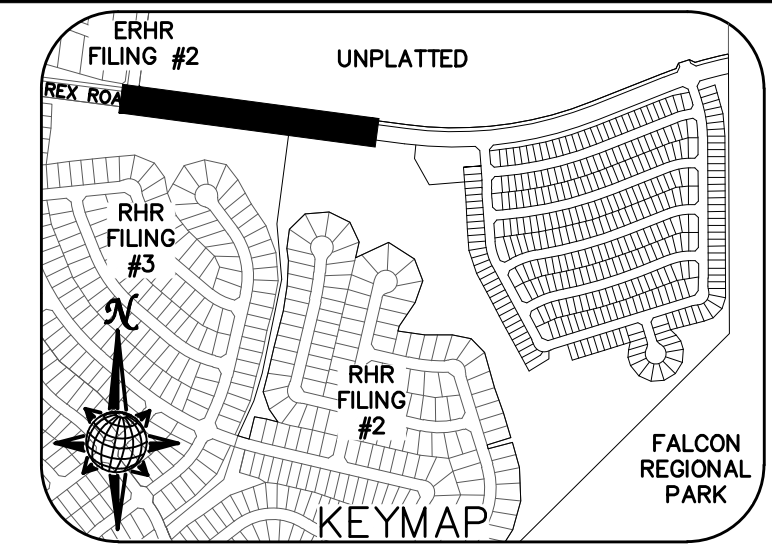 ERHR
FILING #2
UNPLATTED
REX ROA
RHR
FILING
#3
N
RHR
FILING
#2
FALCON
REGIONAL
PARK
KEYMAP